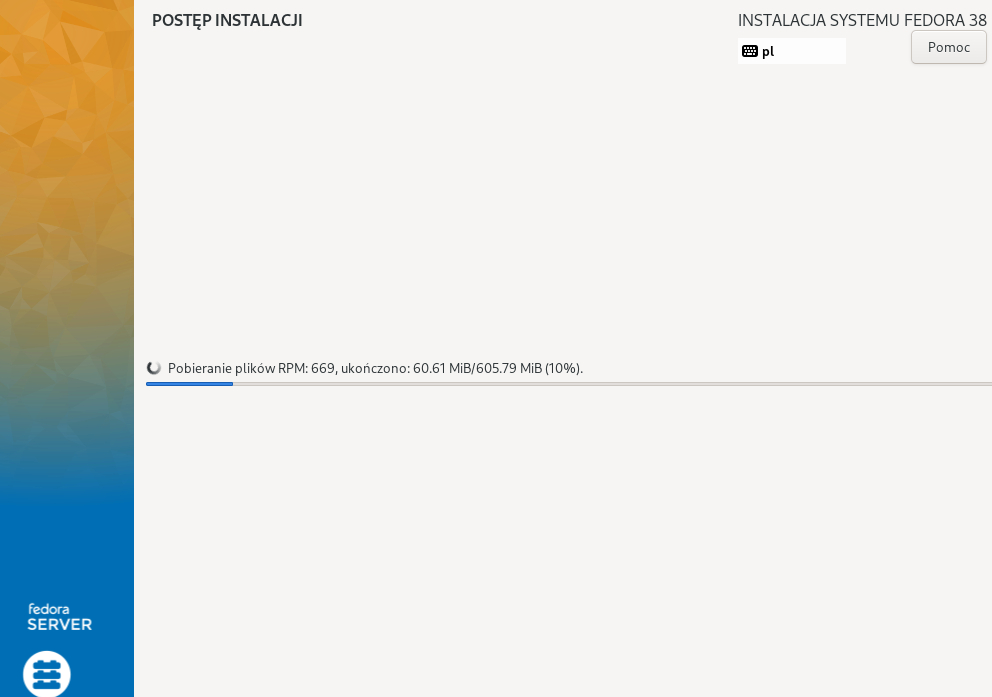 POSTĘP INSTALACJI
INSTALACJA SYSTEMU FEDORA 38
pl
Pomoc
Pobieranie plików RPM: 669, ukończono: 60.61 MiB/605.79 MiB (10%).
fedora
SERVER